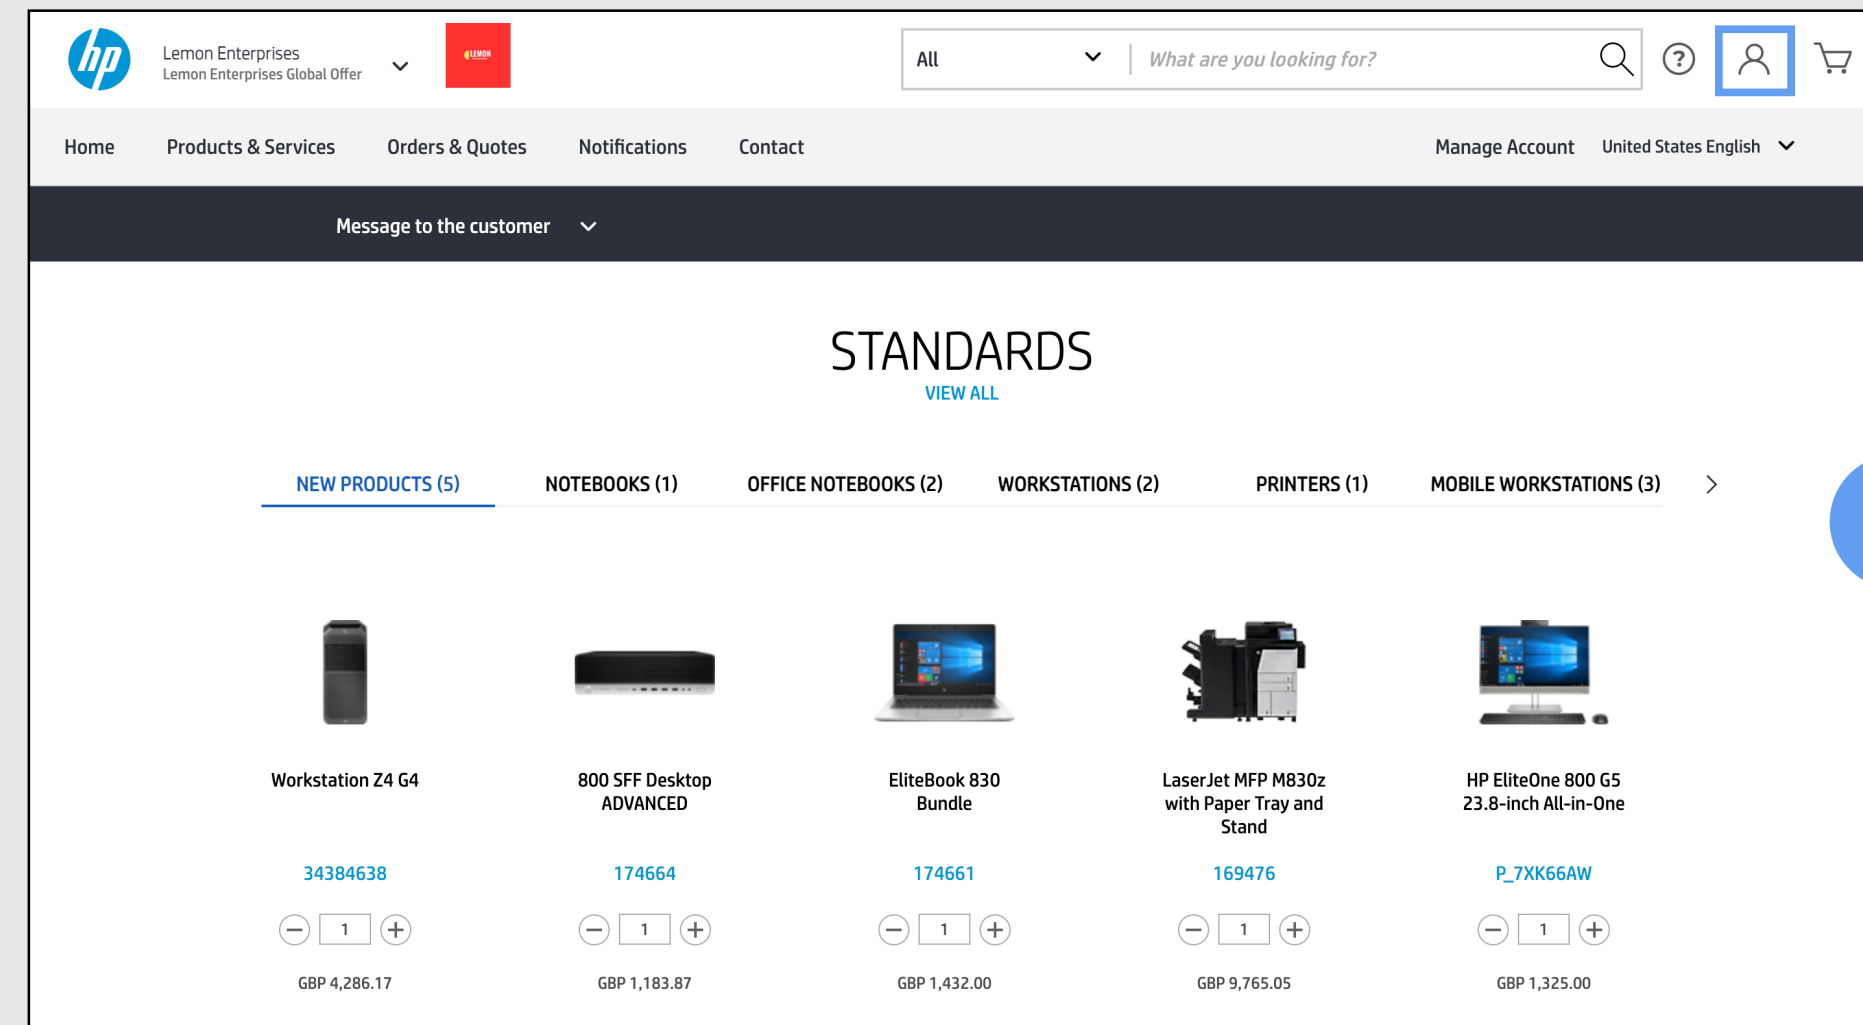 hp
Lemon Enterprises
Lemon Enterprises Global Offer
LEMON
All
What are you looking for?
?
Home
Products & Services
Orders & Quotes
Notifications
Contact
Manage Account
United States English
Message to the customer
STANDARDS
VIEW ALL
NEW PRODUCTS (5)
NOTEBOOKS (1)
OFFICE NOTEBOOKS (2)
WORKSTATIONS (2)
PRINTERS (1)
MOBILE WORKSTATIONS (3)
Workstation Z4 G4
34384638
1
GBP 4,286.17
800 SFF Desktop
ADVANCED
174664
1
GBP 1,183.87
EliteBook 830
Bundle
174661
1
GBP 1,432.00
LaserJet MFP M830z
with Paper Tray and
Stand
169476
1
GBP 9,765.05
HP EliteOne 800 G5
23.8-inch All-in-One
P_7XK66AW
1
GBP 1,325.00